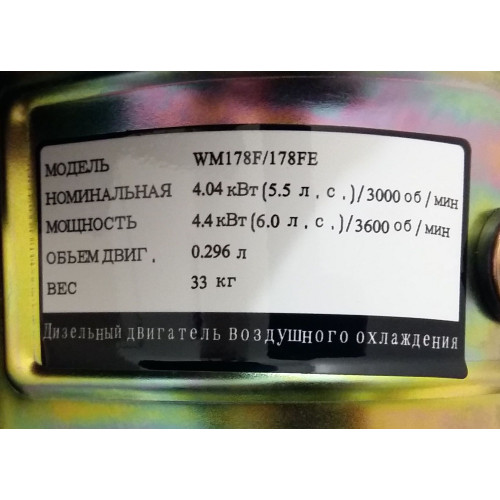 МОДЕЛЬ WM178F/178FE
НОМИНАЛЬНАЯ 4.04 кВт (5.5 л . с .) / 3000 об / мин
МОЩНОСТЬ 4.4 кВт (6.0 л . с .) / 3600 об / мин
ОБЬЕМ ДВИГ . 0.296 л
ВЕС 33 кг
Дизельный двигатель воздушного охлаждения